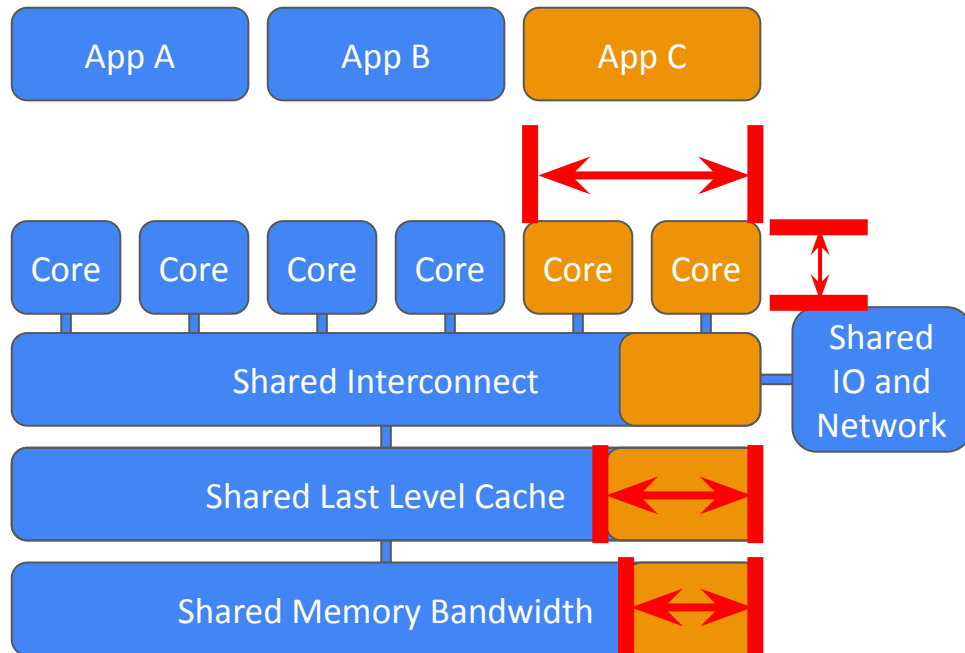 App A
App B
App C
Core
Core
Core
Core
Core
Core
Shared Interconnect
Shared
IO and
Network
Shared Last Level Cache
Shared Memory Bandwidth